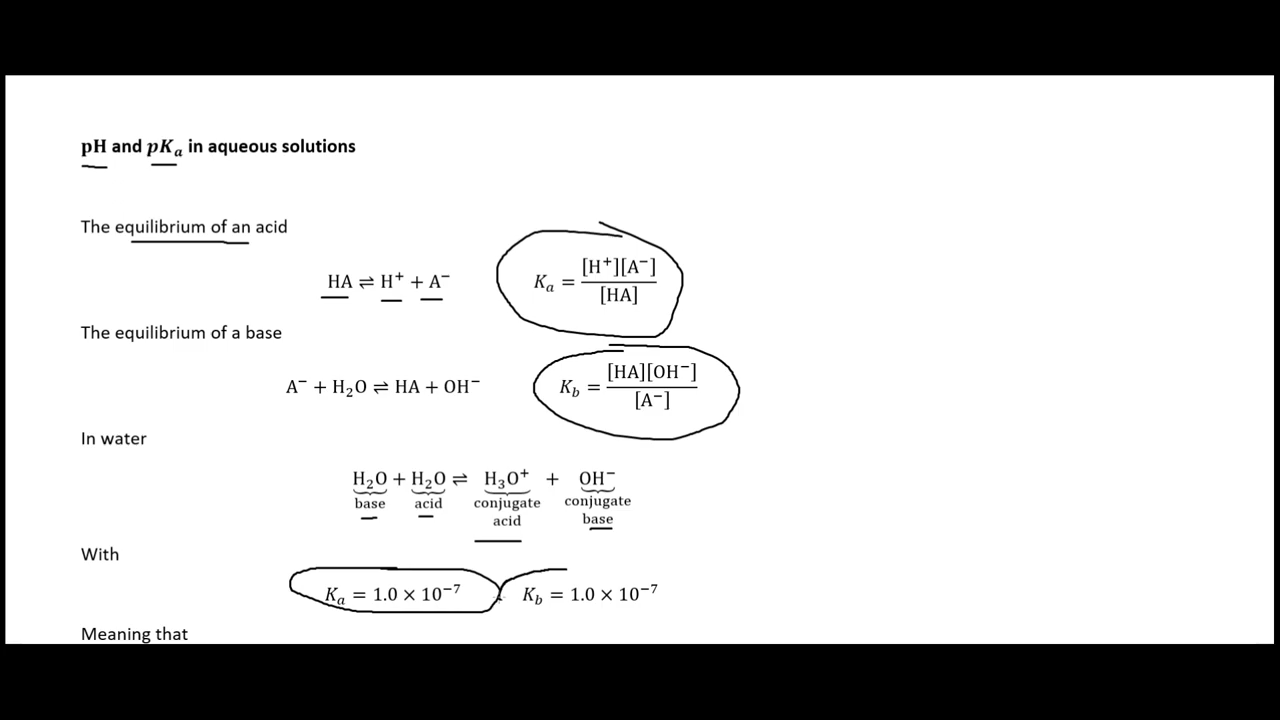 pH and pKₐ in aqueous solutions
The equilibrium of an acid
HA ⇌ H⁺ + A⁻ Kₐ = [H⁺][A⁻] / [HA]
The equilibrium of a base
A⁻ + H₂O ⇌ HA + OH⁻ K_b = [HA][OH⁻] / [A⁻]
In water
H₂O + H₂O ⇌ H₃O⁺ + OH⁻
base acid conjugate acid conjugate base
With
Kₐ = 1.0 × 10⁻⁷ K_b = 1.0 × 10⁻⁷
Meaning that